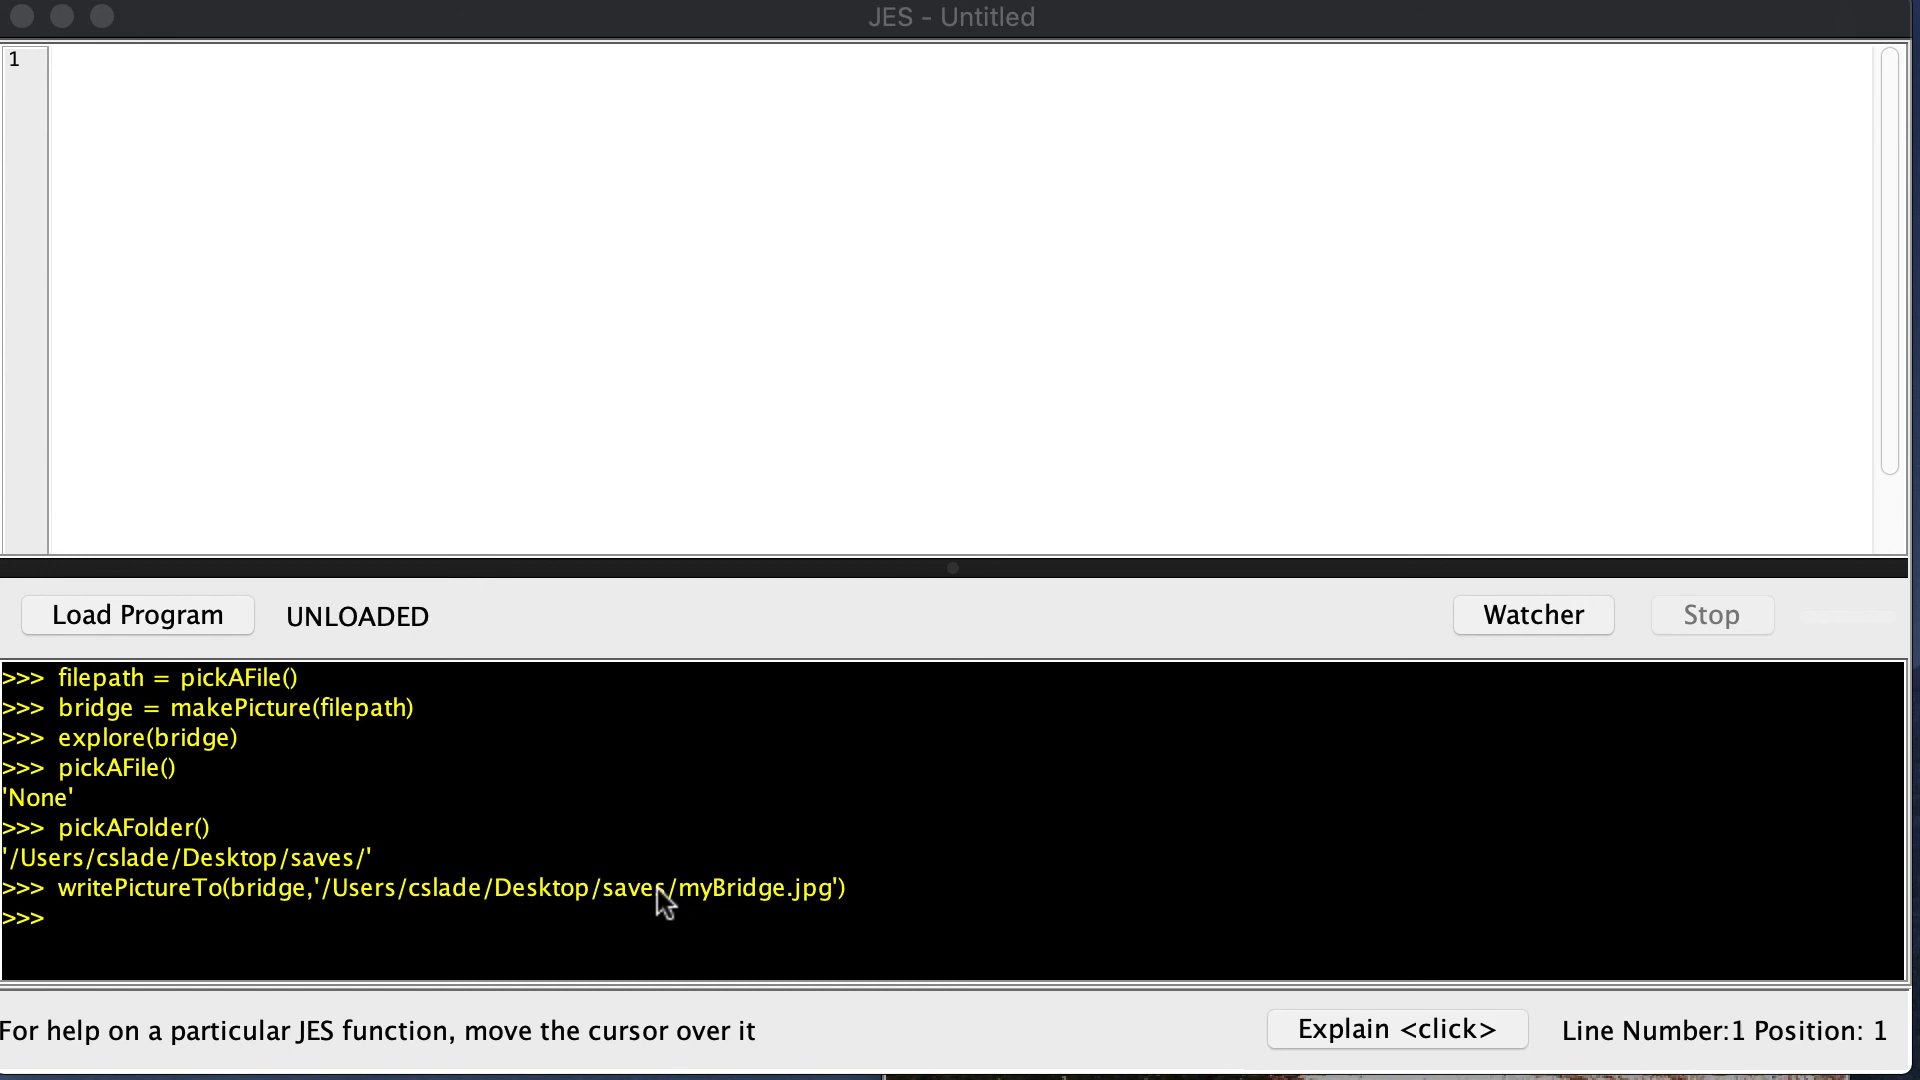 JES - Untitled
1
Load Program
UNLOADED
Watcher
Stop
>>> filepath = pickAFile()
>>> bridge = makePicture(filepath)
>>> explore(bridge)
>>> pickAFile()
'None'
>>> pickAFolder()
'/Users/cslade/Desktop/saves/'
>>> writePictureTo(bridge,'/Users/cslade/Desktop/saves/myBridge.jpg')
>>>
For help on a particular JES function, move the cursor over it
Explain <click>
Line Number:1 Position: 1